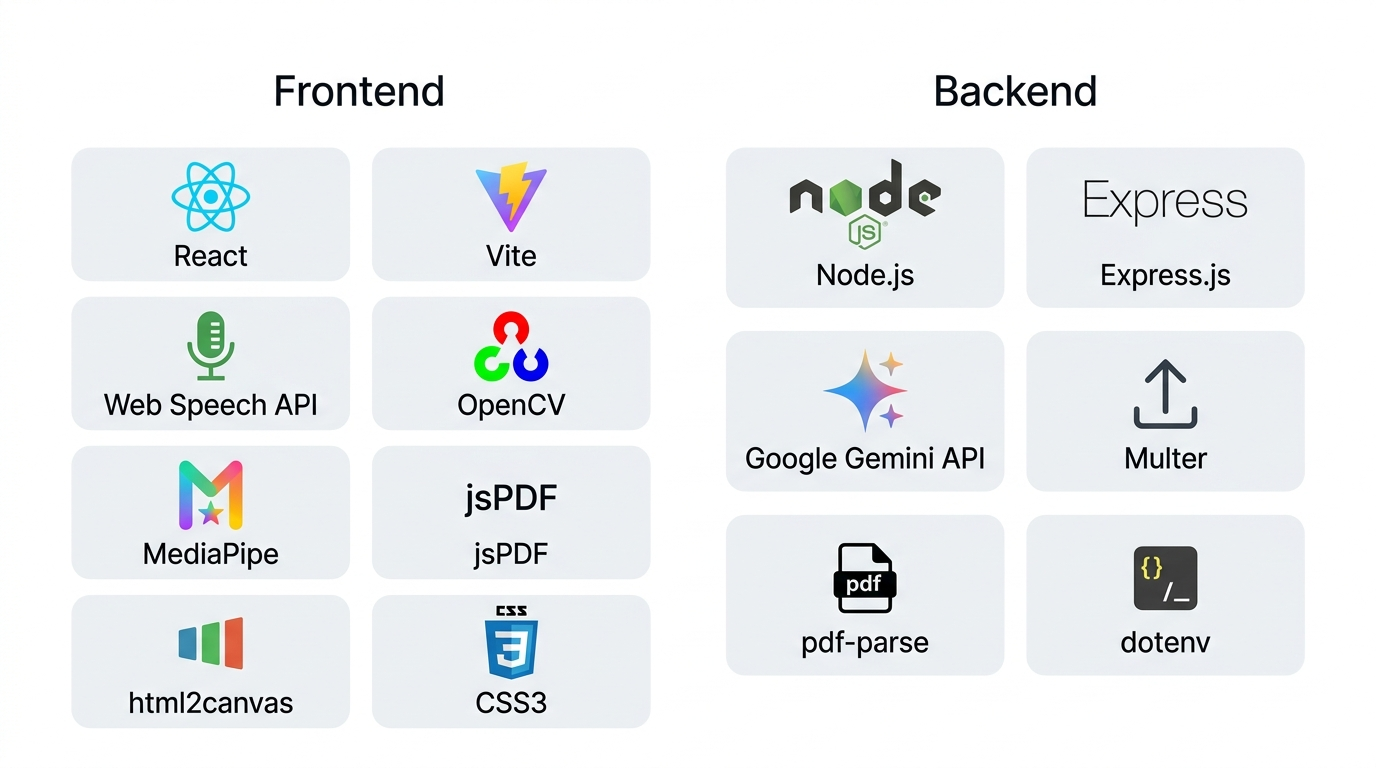 Frontend
React
Vite
Web Speech API
OpenCV
MediaPipe
jsPDF
jsPDF
html2canvas
CSS
3
CSS3
Backend
node
JS
Node.js
Express
Express.js
Google Gemini API
Multer
pdf
pdf-parse
{}
/_
dotenv